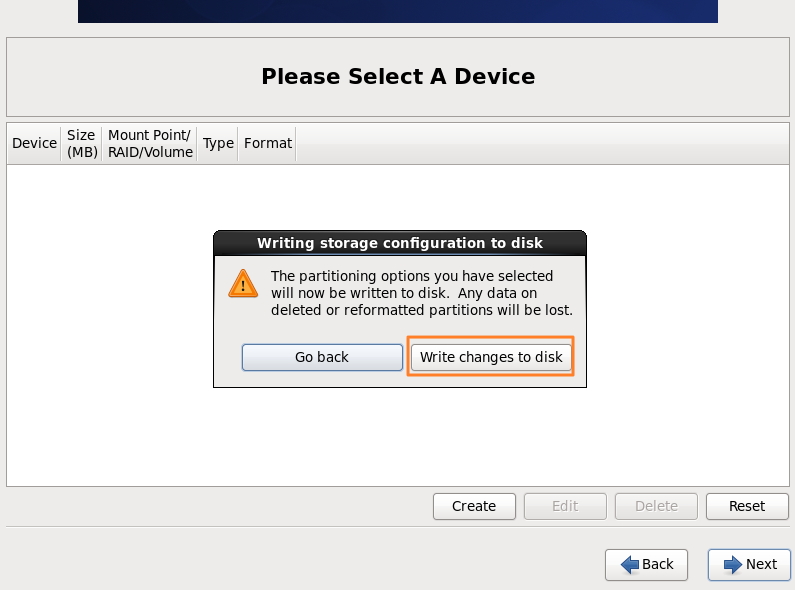 Please Select A Device
Device
Size
(MB)
Mount Point/
RAID/Volume
Type
Format
Writing storage configuration to disk
The partitioning options you have selected
will now be written to disk.  Any data on
deleted or reformatted partitions will be lost.
Go back
Write changes to disk
Create
Edit
Delete
Reset
Back
Next